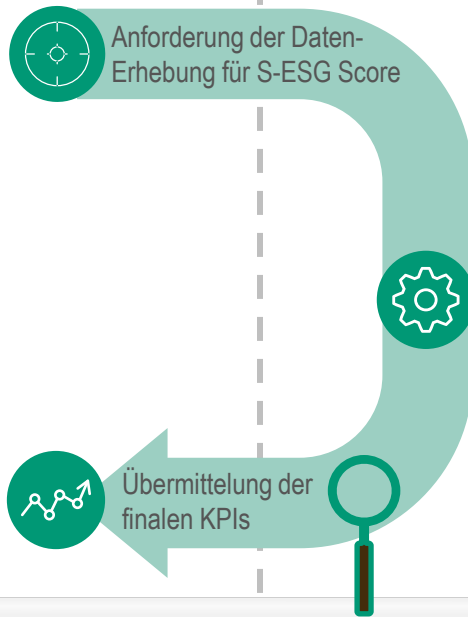 Anforderung der Daten-
Erhebung für S-ESG Score
Übermittelung der
finalen KPIs